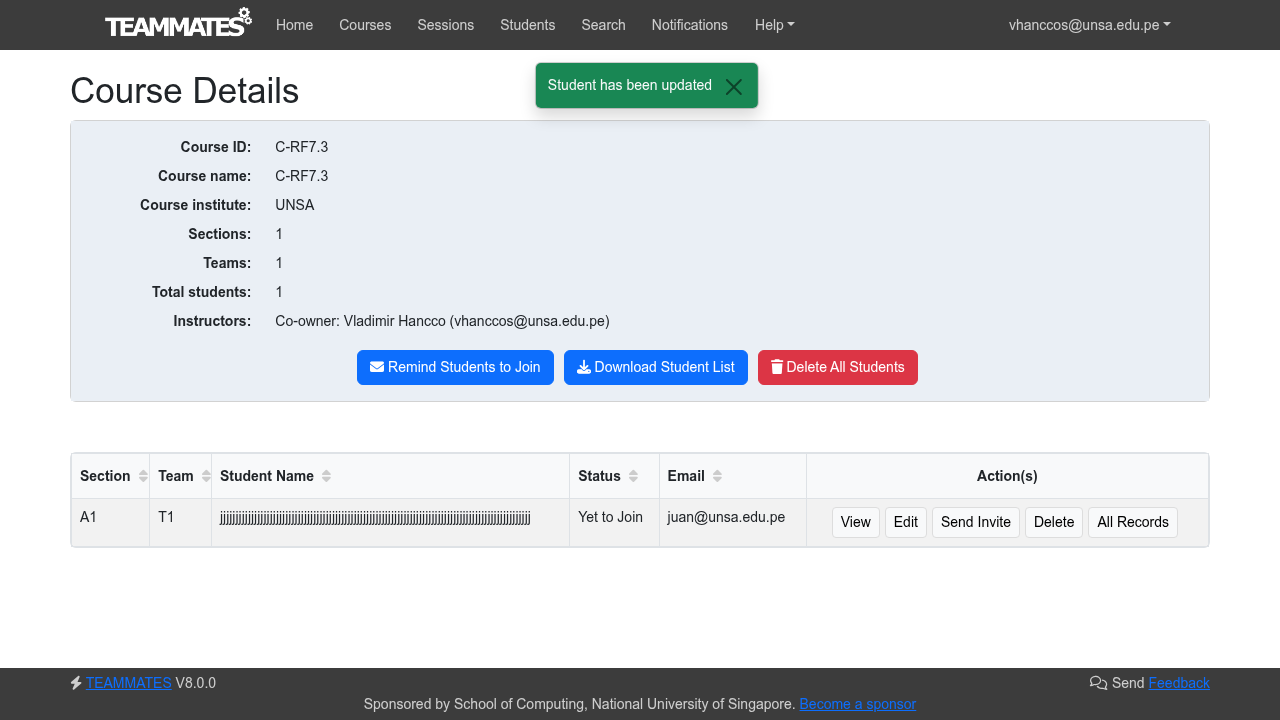 TEAMMATES Home Courses Sessions Students Search Notifications Help vhanccos@unsa.edu.pe
Student has been updated
Course Details
Course ID: C-RF7.3
Course name: C-RF7.3
Course institute: UNSA
Sections: 1
Teams: 1
Total students: 1
Instructors: Co-owner: Vladimir Hancco (vhanccos@unsa.edu.pe)
Remind Students to Join Download Student List Delete All Students
Section Team Student Name Status Email Action(s)
A1 T1 Yet to Join juan@unsa.edu.pe View Edit Send Invite Delete All Records
TEAMMATES V8.0.0 Send Feedback
Sponsored by School of Computing, National University of Singapore. Become a sponsor